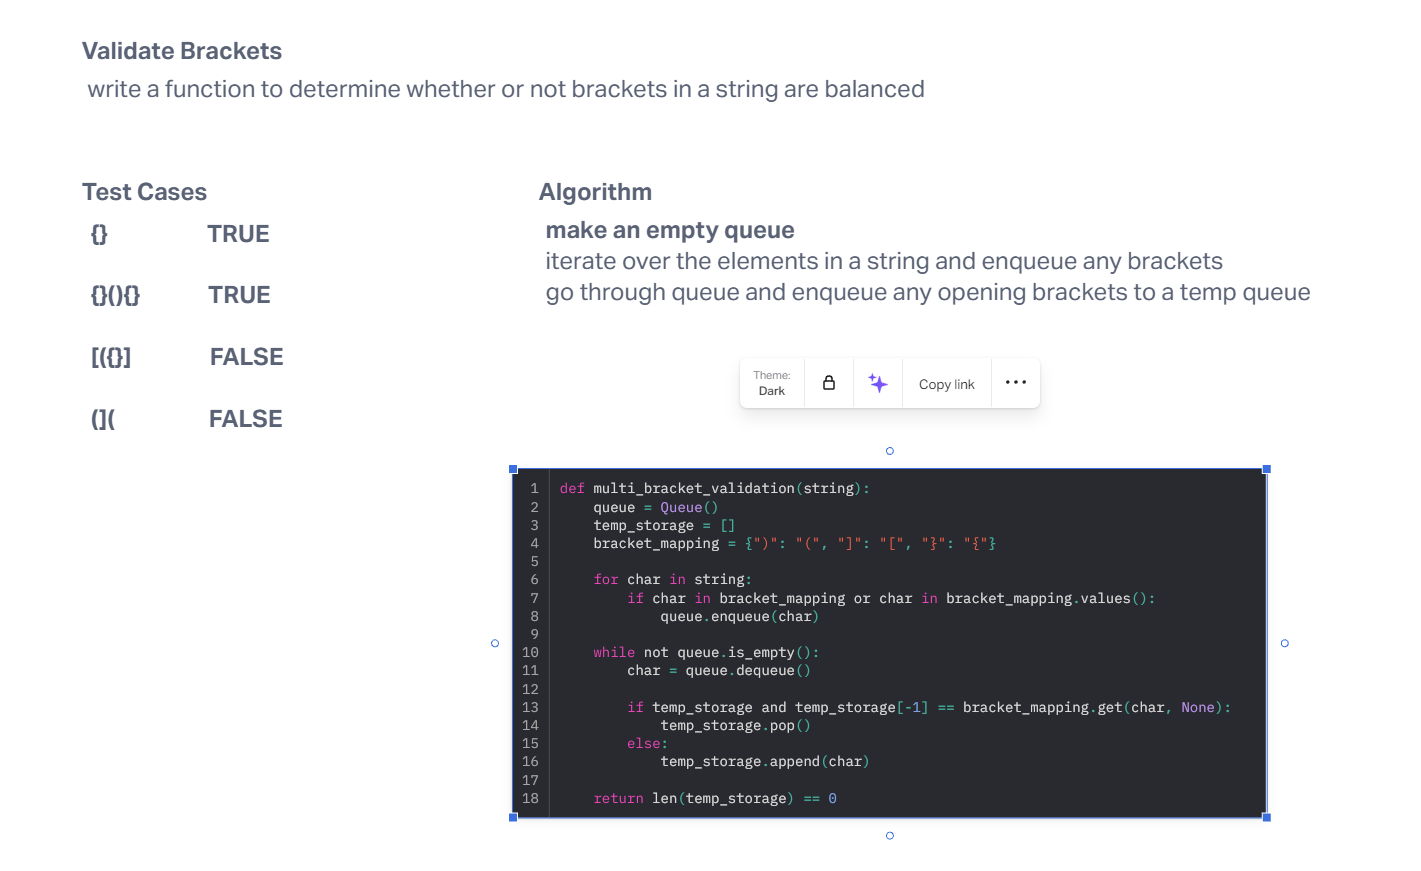 Validate Brackets
write a function to determine whether or not brackets in a string are balanced
Test Cases
{} TRUE
{}(){} TRUE
[({}] FALSE
(]( FALSE
Algorithm
make an empty queue
iterate over the elements in a string and enqueue any brackets
go through queue and enqueue any opening brackets to a temp queue
Theme:
Dark
Copy link
1 def multi_bracket_validation(string):
2     queue = Queue()
3     temp_storage = []
4     bracket_mapping = {")": "(", "]": "[", "}": "{"}
5
6     for char in string:
7         if char in bracket_mapping or char in bracket_mapping.values():
8             queue.enqueue(char)
9
10     while not queue.is_empty():
11         char = queue.dequeue()
12
13         if temp_storage and temp_storage[-1] == bracket_mapping.get(char, None):
14             temp_storage.pop()
15         else:
16             temp_storage.append(char)
17
18     return len(temp_storage) == 0